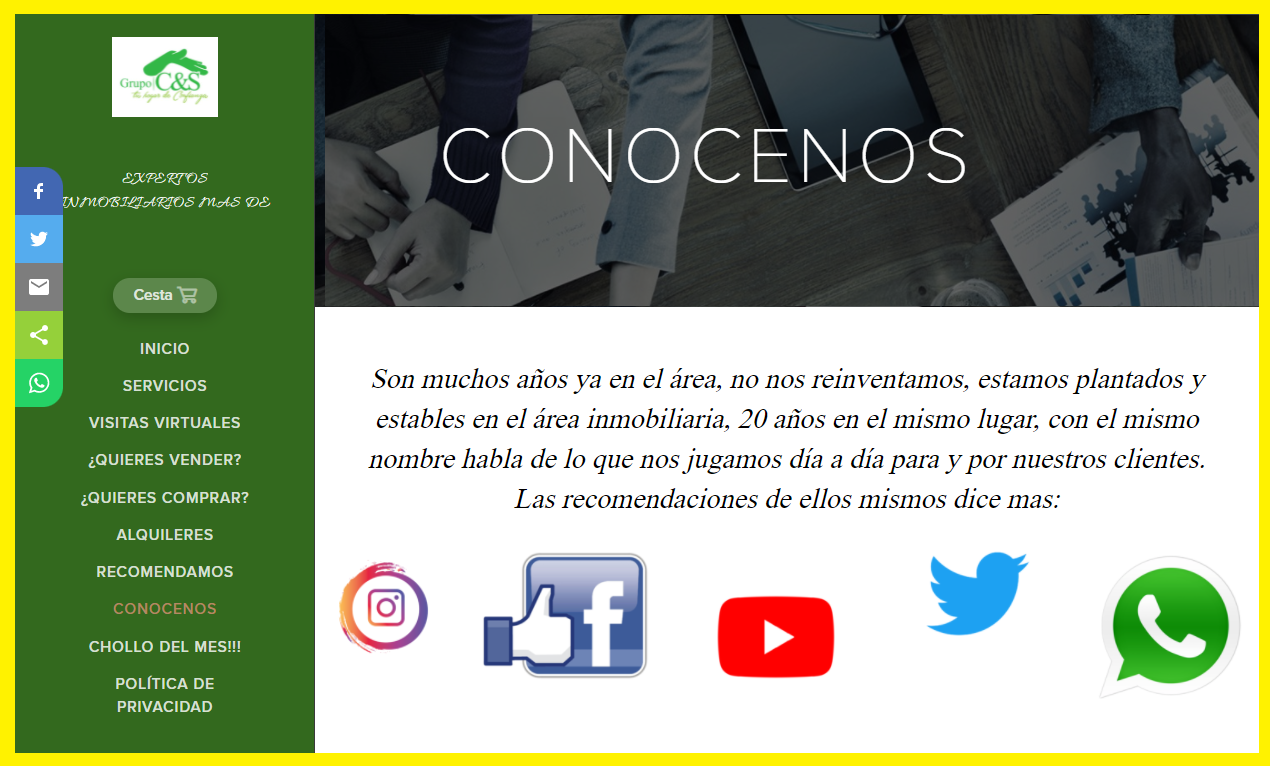 Grupo C&S
tu hogar de Confianza
EXPERTOS
INMOBILIARIOS MAS DE
Cesta
INICIO
SERVICIOS
VISITAS VIRTUALES
¿QUIERES VENDER?
¿QUIERES COMPRAR?
ALQUILERES
RECOMENDAMOS
CONOCENOS
CHOLLO DEL MES!!!
POLÍTICA DE
PRIVACIDAD
CONOCENOS
Son muchos años ya en el área, no nos reinventamos, estamos plantados y
estables en el área inmobiliaria, 20 años en el mismo lugar, con el mismo
nombre habla de lo que nos jugamos día a día para y por nuestros clientes.
Las recomendaciones de ellos mismos dice mas: